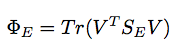 Φ_E = Tr(V^T S_E V)